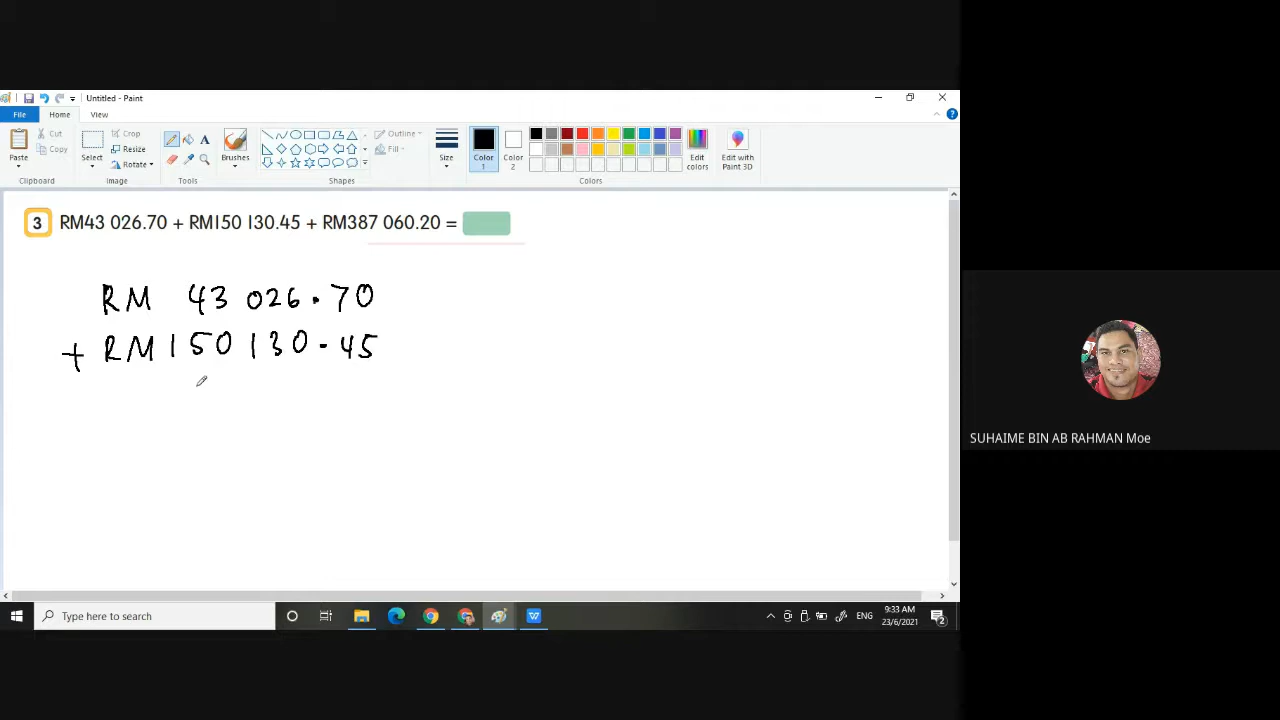 Untitled - Paint
File Home View
Paste
Cut
Copy
Clipboard
Select
Crop
Resize
Rotate
Image
Tools
Brushes
Shapes
Outline
Fill
Size
Color 1
Color 2
Colors
Edit colors
Edit with Paint 3D
3 RM43 026.70 + RM150 130.45 + RM387 060.20 =
RM 43 026.70
+ RM150 130.45
SUHAIME BIN AB RAHMAN Moe
Type here to search
ENG
9:33 AM
23/6/2021
2